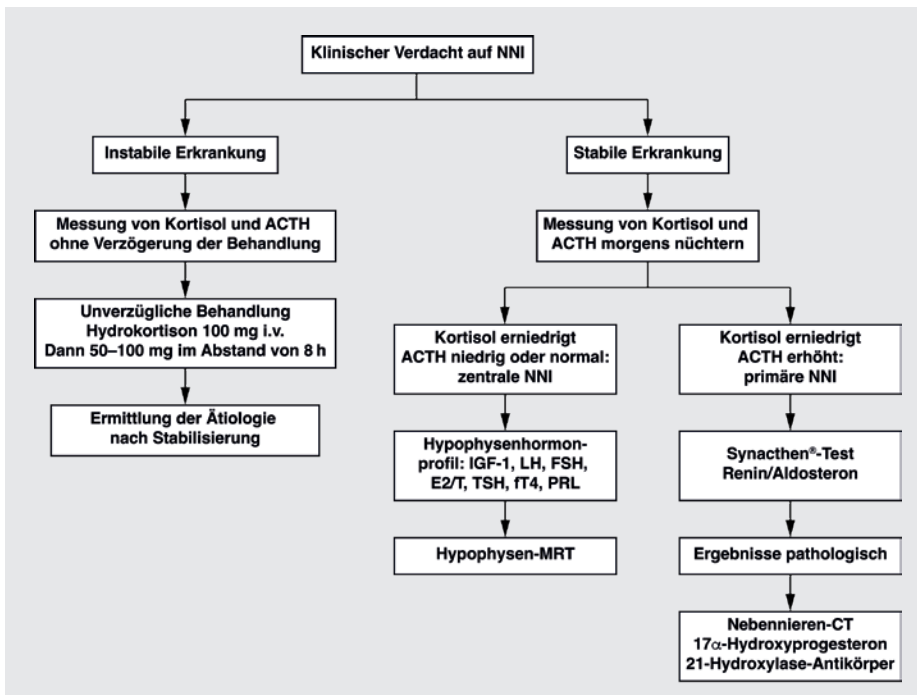 Klinischer Verdacht auf NNI
Instabile Erkrankung
Messung von Kortisol und ACTH
ohne Verzögerung der Behandlung
Unverzügliche Behandlung
Hydrokortison 100 mg i.v.
Dann 50–100 mg im Abstand von 8 h
Ermittlung der Ätiologie
nach Stabilisierung
Stabile Erkrankung
Messung von Kortisol und
ACTH morgens nüchtern
Kortisol erniedrigt
ACTH niedrig oder normal:
zentrale NNI
Hypophysenhormon-
profil: IGF-1, LH, FSH,
E2/T, TSH, fT4, PRL
Hypophysen-MRT
Kortisol erniedrigt
ACTH erhöht:
primäre NNI
Synacthen®-Test
Renin/Aldosteron
Ergebnisse pathologisch
Nebennieren-CT
17α-Hydroxyprogesteron
21-Hydroxylase-Antikörper